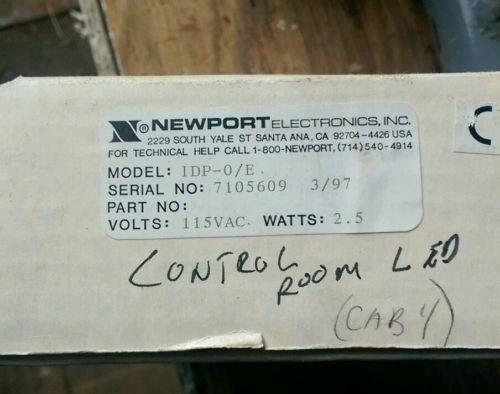 N® NEWPORT ELECTRONICS, INC.
2229 SOUTH YALE ST SANTA ANA, CA 92704-4426 USA
FOR TECHNICAL HELP CALL 1-800-NEWPORT, (714) 540-4914
MODEL: IDP-0/E.
SERIAL NO: 7105609 3/97
PART NO:
VOLTS: 115VAC. WATTS: 2.5
CONTROL ROOM LED
(CAB 4)